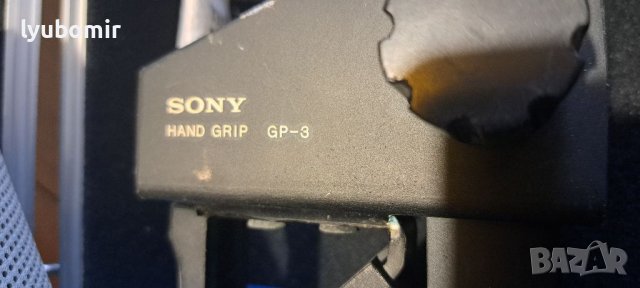 lyubomir
SONY
HAND GRIP GP-3
BAZAR